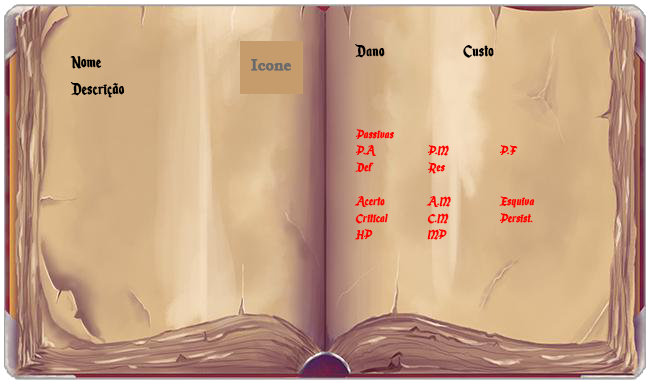 Nome
Descrição
Icone
Dano Custo
Passivas
P.A P.M P.F
Def Res
Acerto A.M Esquiva
Critical C.M Persist.
HP MP